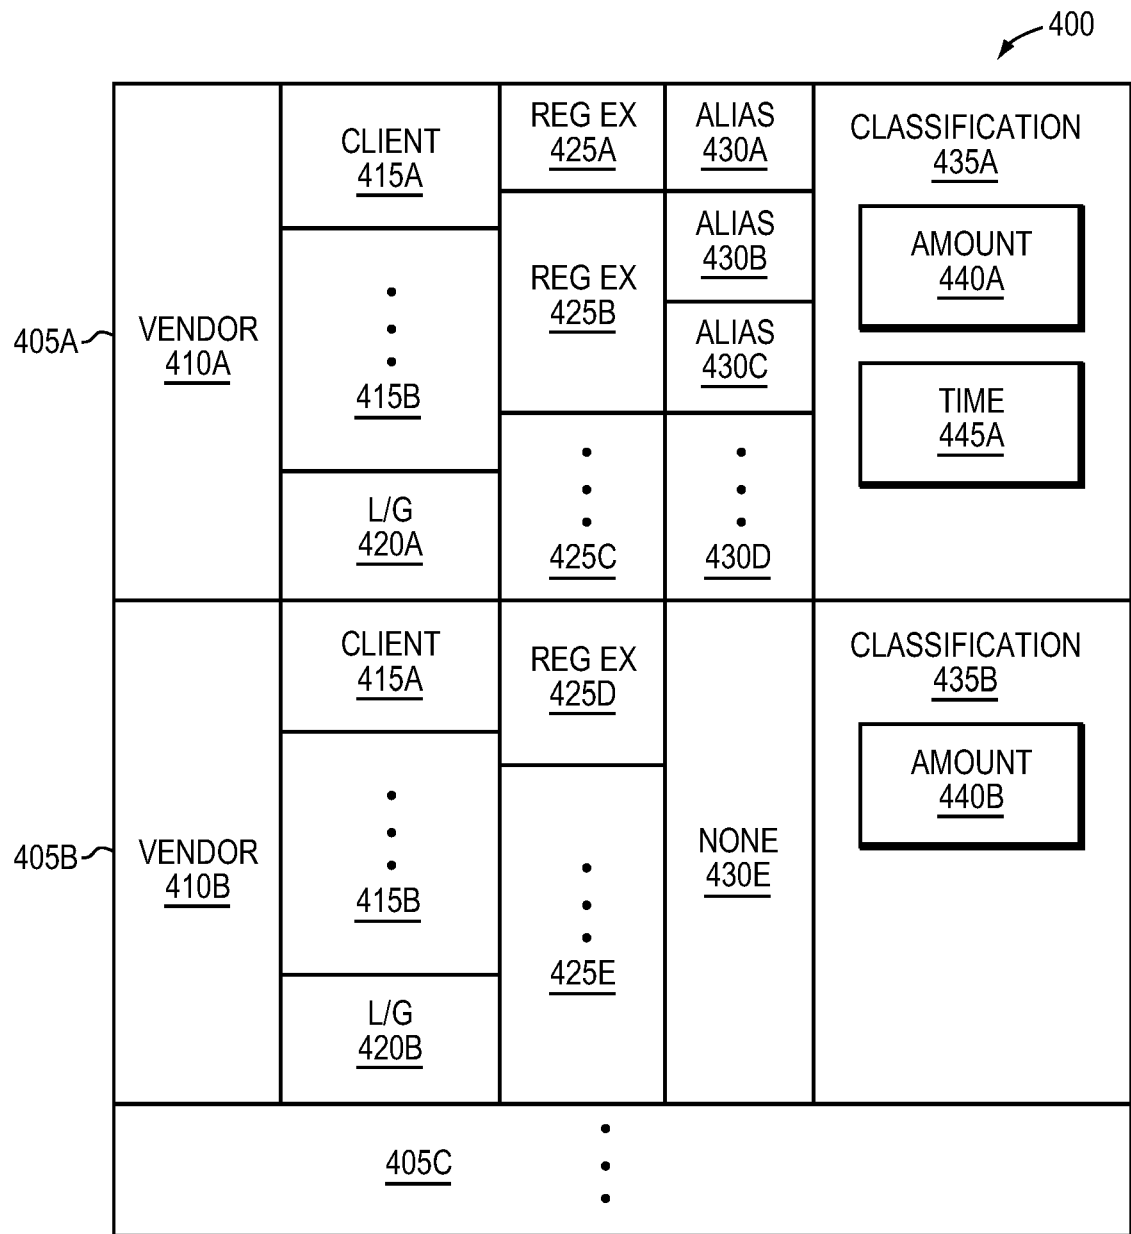 400
CLIENT
415A
REG EX
425A
ALIAS
430A
CLASSIFICATION
435A
ALIAS
430B
AMOUNT
440A
REG EX
425B
405A
VENDOR
410A
ALIAS
430C
415B
TIME
445A
L/G
420A
425C
430D
CLIENT
415A
REG EX
425D
CLASSIFICATION
435B
AMOUNT
440B
405B
VENDOR
410B
415B
NONE
430E
425E
L/G
420B
405C